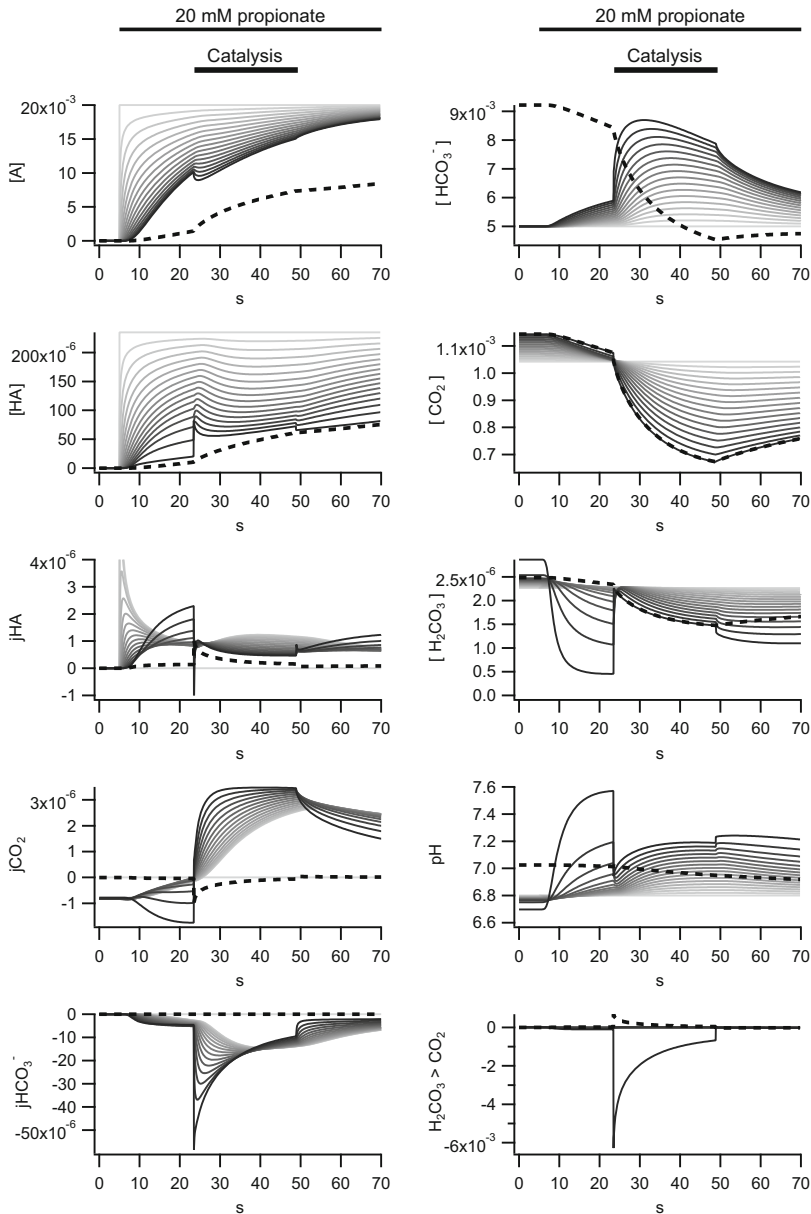 20 mM propionate
Catalysis
20 mM propionate
Catalysis
[A]
20x10⁻³
15
10
5
0
0 10 20 30 40 50 60 70
s
[ HCO₃⁻ ]
9x10⁻³
8
7
6
5
0 10 20 30 40 50 60 70
s
[HA]
200x10⁻⁶
150
100
50
0
0 10 20 30 40 50 60 70
s
[ CO₂ ]
1.1x10⁻³
1.0
0.9
0.8
0.7
0 10 20 30 40 50 60 70
s
jHA
4x10⁻⁶
3
2
1
0
-1
0 10 20 30 40 50 60 70
s
[ H₂CO₃ ]
2.5x10⁻⁶
2.0
1.5
1.0
0.5
0.0
0 10 20 30 40 50 60 70
s
jCO₂
3x10⁻⁶
2
1
0
-1
0 10 20 30 40 50 60 70
s
pH
7.6
7.4
7.2
7.0
6.8
6.6
0 10 20 30 40 50 60 70
s
jHCO₃⁻
0
-10
-20
-30
-40
-50x10⁻⁶
0 10 20 30 40 50 60 70
s
H₂CO₃ > CO₂
0
-2
-4
-6x10⁻³
0 10 20 30 40 50 60 70
s